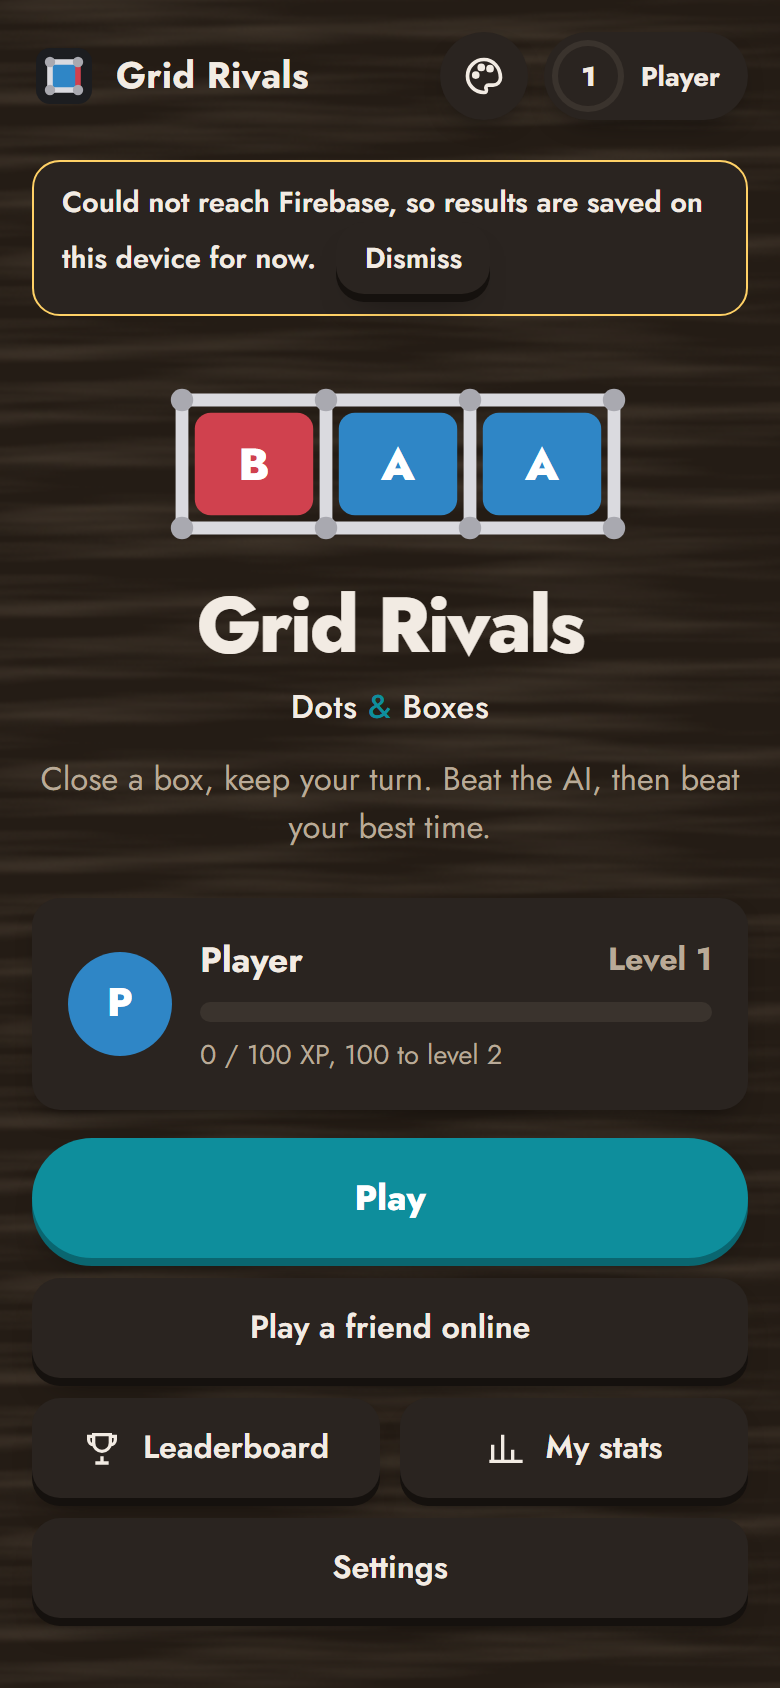 Grid Rivals
1 Player
Could not reach Firebase, so results are saved on
this device for now. Dismiss
B A A
Grid Rivals
Dots & Boxes
Close a box, keep your turn. Beat the AI, then beat
your best time.
P
Player Level 1
0 / 100 XP, 100 to level 2
Play
Play a friend online
Leaderboard My stats
Settings